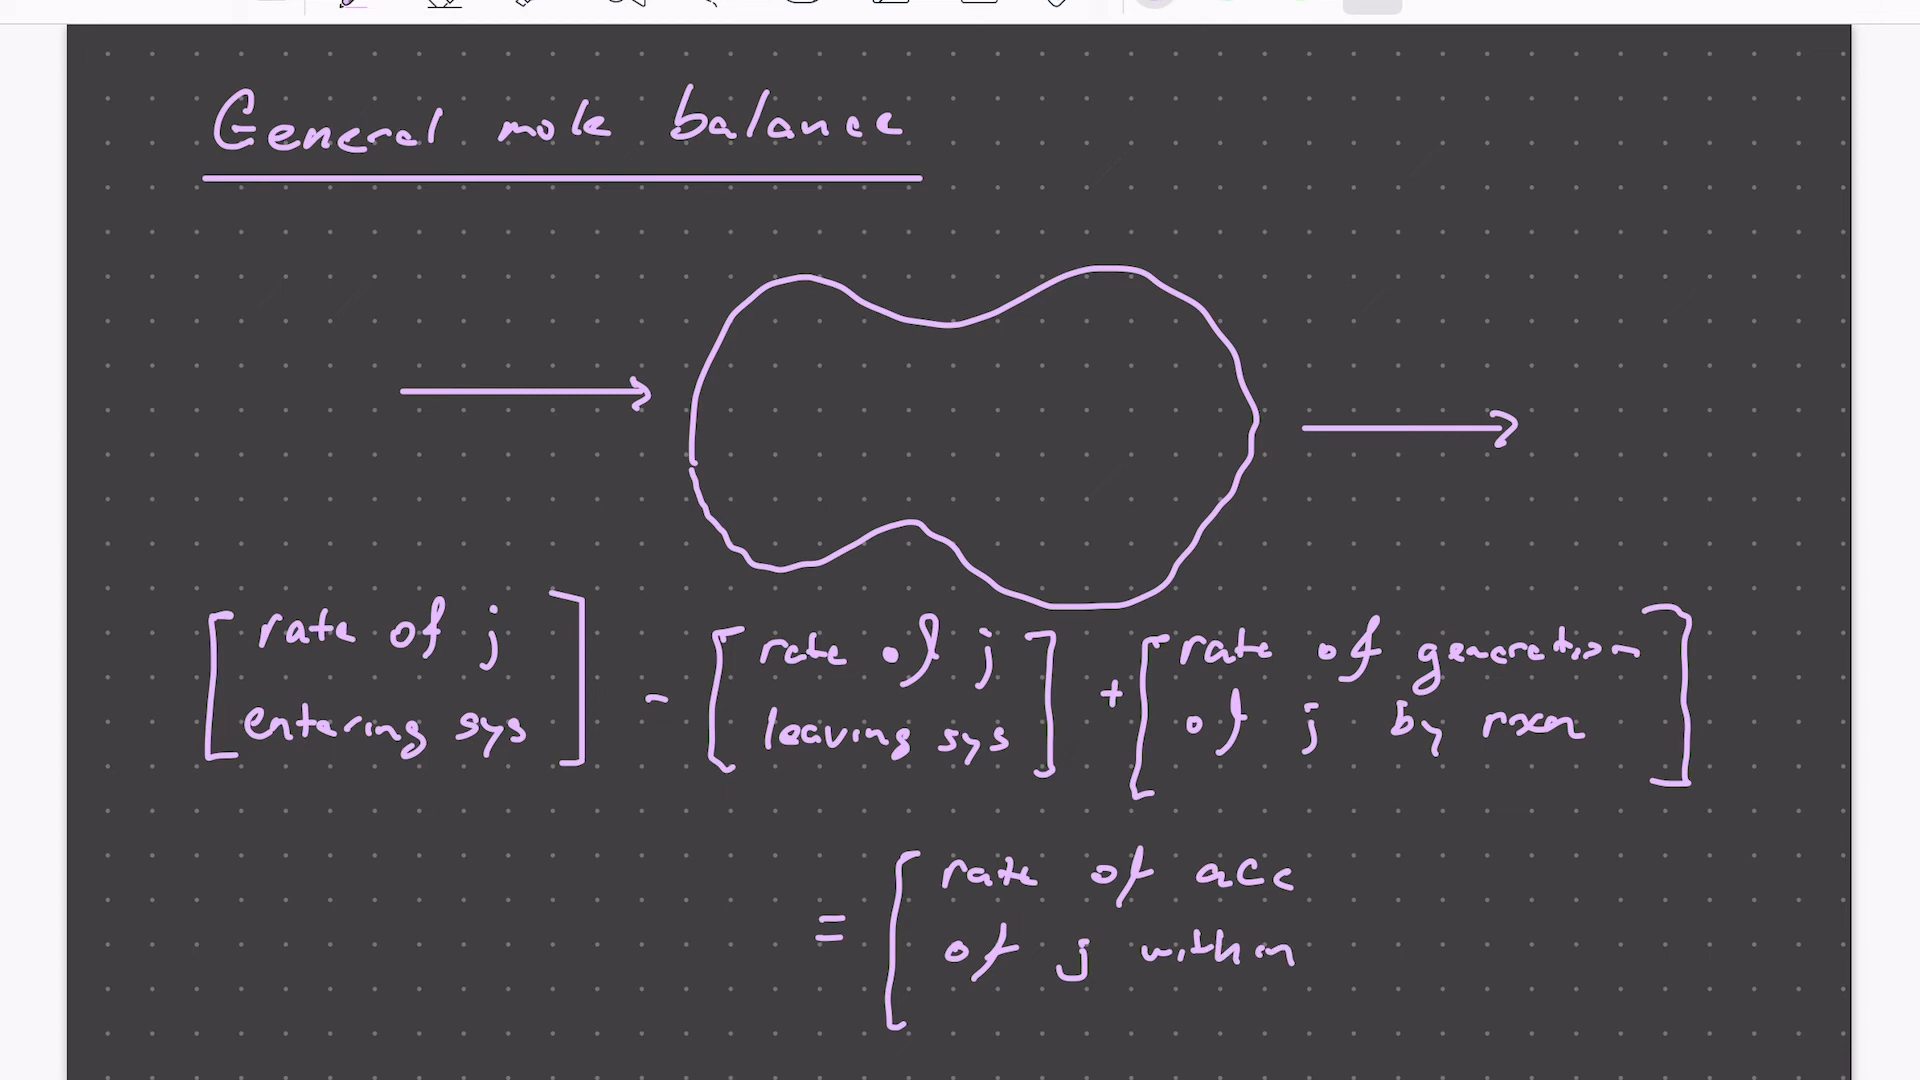 General mole balance
[rate of j entering sys] - [rate of j leaving sys] + [rate of generation of j by rxn]
= [rate of acc of j within